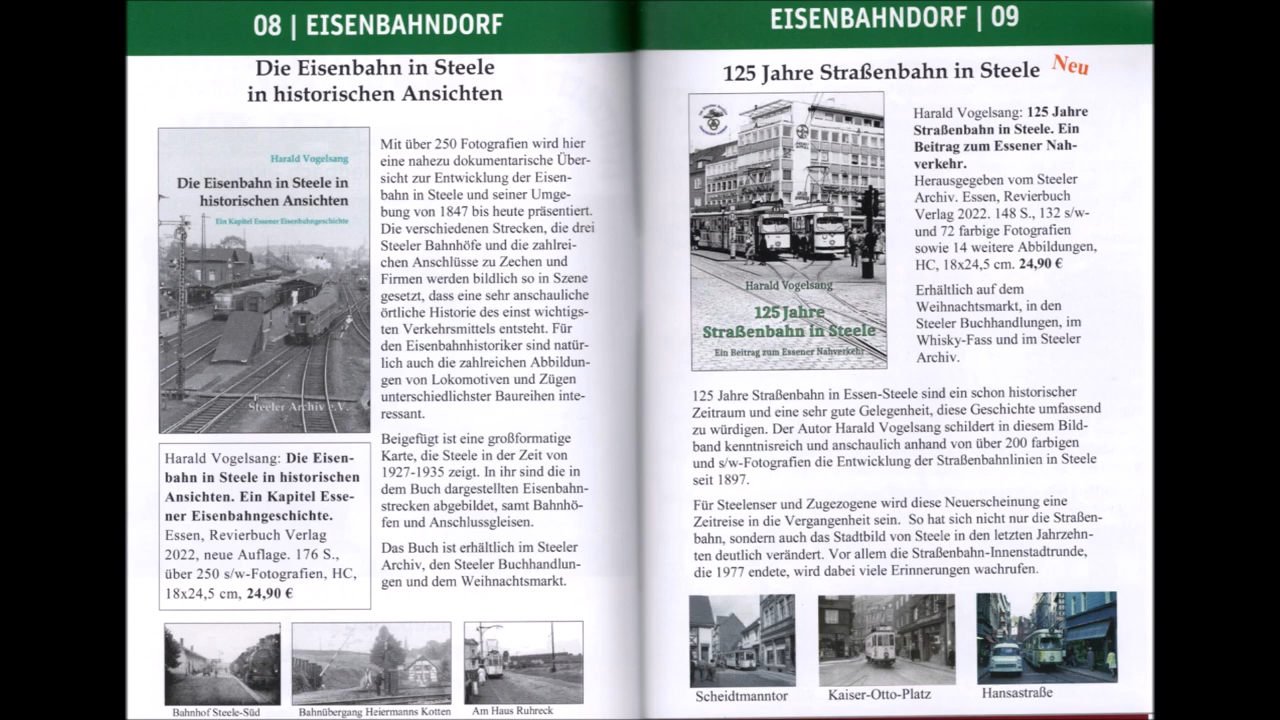 08 | EISENBAHNDORF
Die Eisenbahn in Steele
in historischen Ansichten
Harald Vogelsang
Die Eisenbahn in Steele in
historischen Ansichten
Ein Kapitel Essener Eisenbahngeschichte
Steeler Archiv e.V.
Harald Vogelsang: Die Eisen-
bahn in Steele in historischen
Ansichten. Ein Kapitel Esse-
ner Eisenbahngeschichte.
Essen, Revierbuch Verlag
2022, neue Auflage. 176 S.,
über 250 s/w-Fotografien, HC,
18x24,5 cm, 24,90 €
Mit über 250 Fotografien wird hier
eine nahezu dokumentarische Über-
sicht zur Entwicklung der Eisen-
bahn in Steele und seiner Umge-
bung von 1847 bis heute präsentiert.
Die verschiedenen Strecken, die drei
Steeler Bahnhöfe und die zahlrei-
chen Anschlüsse zu Zechen und
Firmen werden bildlich so in Szene
gesetzt, dass eine sehr anschauliche
örtliche Historie des einst wichtigs-
ten Verkehrsmittels entsteht. Für
den Eisenbahnhistoriker sind natür-
lich auch die zahlreichen Abbildun-
gen von Lokomotiven und Zügen
unterschiedlichster Baureihen inte-
ressant.
Beigefügt ist eine großformatige
Karte, die Steele in der Zeit von
1927-1935 zeigt. In ihr sind die in
dem Buch dargestellten Eisenbahn-
strecken abgebildet, samt Bahnhö-
fen und Anschlussgleisen.
Das Buch ist erhältlich im Steeler
Archiv, den Steeler Buchhandlun-
gen und dem Weihnachtsmarkt.
Bahnhof Steele-Süd
Bahnübergang Heiermanns Kotten
Am Haus Ruhreck
EISENBAHNDORF | 09
125 Jahre Straßenbahn in Steele
Neu
Harald Vogelsang
125 Jahre
Straßenbahn in Steele
Ein Beitrag zum Essener Nahverkehr
Harald Vogelsang: 125 Jahre
Straßenbahn in Steele. Ein
Beitrag zum Essener Nah-
verkehr.
Herausgegeben vom Steeler
Archiv. Essen, Revierbuch
Verlag 2022. 148 S., 132 s/w-
und 72 farbige Fotografien
sowie 14 weitere Abbildungen,
HC, 18x24,5 cm. 24,90 €
Erhältlich auf dem
Weihnachtsmarkt, in den
Steeler Buchhandlungen, im
Whisky-Fass und im Steeler
Archiv.
125 Jahre Straßenbahn in Essen-Steele sind ein schon historischer
Zeitraum und eine sehr gute Gelegenheit, diese Geschichte umfassend
zu würdigen. Der Autor Harald Vogelsang schildert in diesem Bild-
band kenntnisreich und anschaulich anhand von über 200 farbigen
und s/w-Fotografien die Entwicklung der Straßenbahnlinien in Steele
seit 1897.
Für Steelenser und Zugezogene wird diese Neuerscheinung eine
Zeitreise in die Vergangenheit sein. So hat sich nicht nur die Straßen-
bahn, sondern auch das Stadtbild von Steele in den letzten Jahrzehn-
ten deutlich verändert. Vor allem die Straßenbahn-Innenstadtrunde,
die 1977 endete, wird dabei viele Erinnerungen wachrufen.
Scheidtmanntor
Kaiser-Otto-Platz
Hansastraße